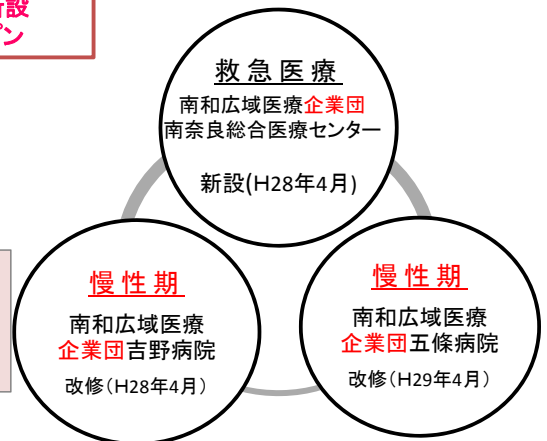 設
プン
救急医療
南和広域医療企業団
南奈良総合医療センター
新設(H28年4月)
慢性期
南和広域医療
企業団吉野病院
改修（H28年4月）
慢性期
南和広域医療
企業団五條病院
改修（H29年4月）